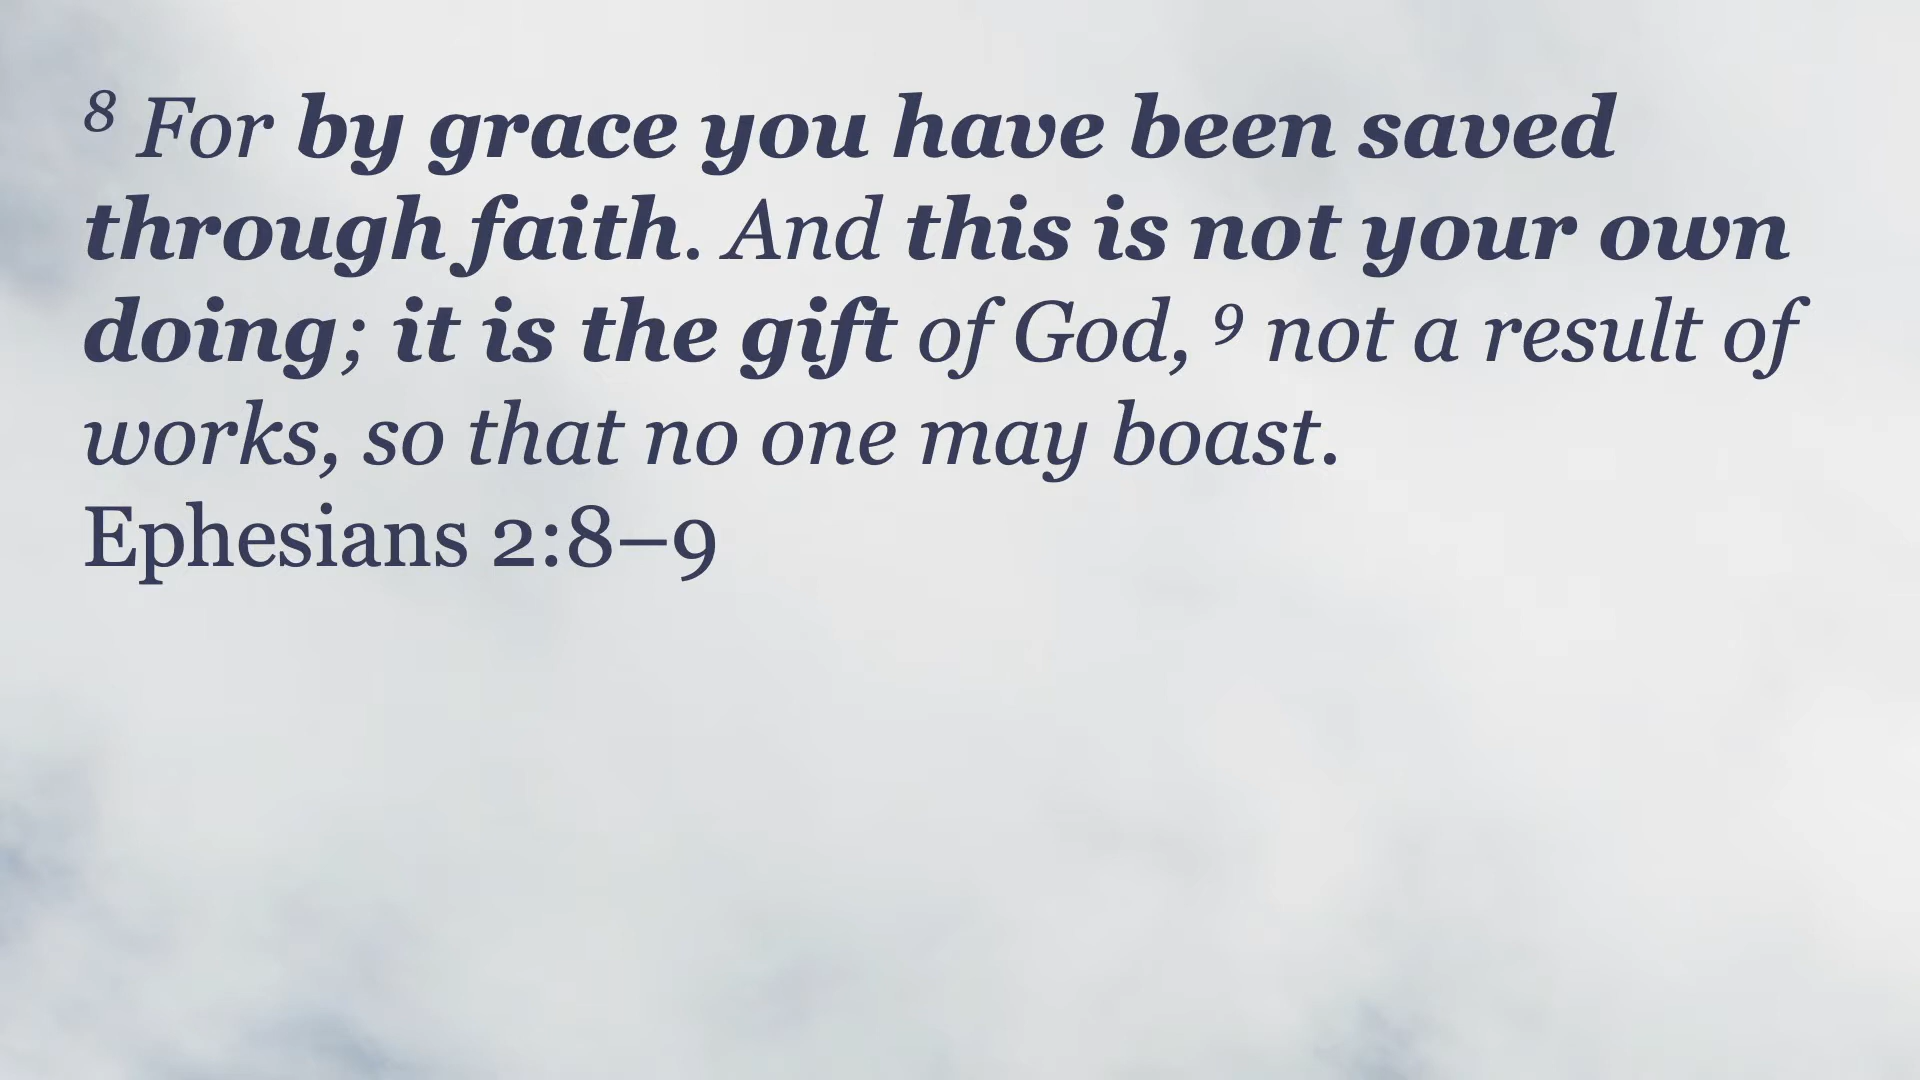 8 For by grace you have been saved
through faith. And this is not your own
doing; it is the gift of God, 9 not a result of
works, so that no one may boast.
Ephesians 2:8–9